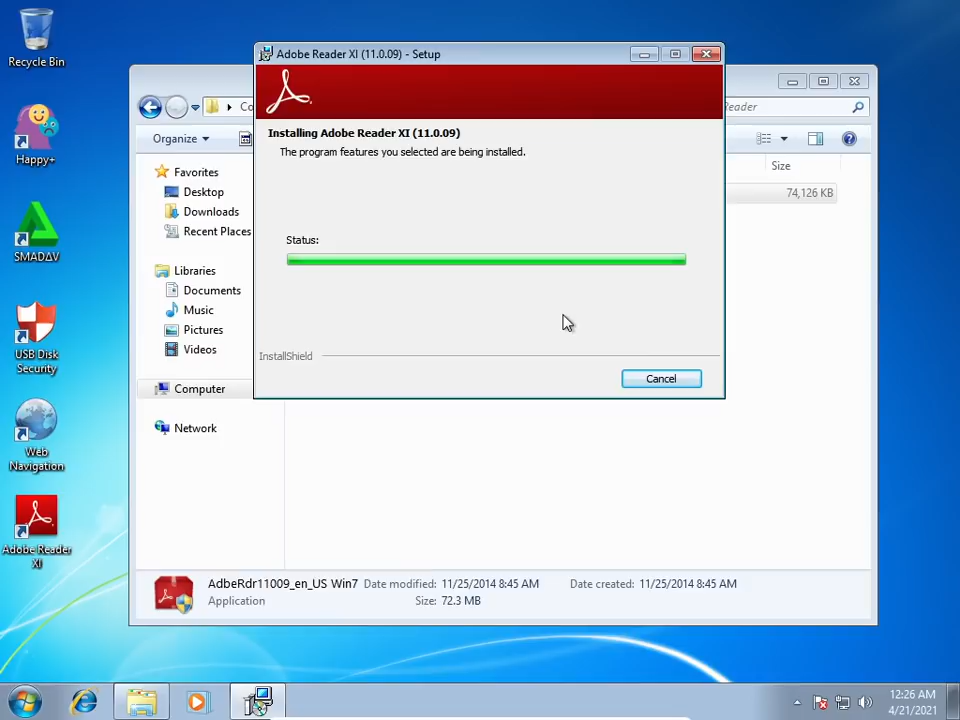 Recycle Bin
Happy+
SMADAV
USB Disk
Security
Web
Navigation
Adobe Reader
XI
Adobe Reader XI (11.0.09) - Setup
Installing Adobe Reader XI (11.0.09)
The program features you selected are being installed.
Status:
InstallShield
Cancel
Co
Reader
Organize
Size
74,126 KB
Favorites
Desktop
Downloads
Recent Places
Libraries
Documents
Music
Pictures
Videos
Computer
Network
AdbeRdr11009_en_US Win7 Date modified: 11/25/2014 8:45 AM Date created: 11/25/2014 8:45 AM
Application Size: 72.3 MB
12:26 AM
4/21/2021